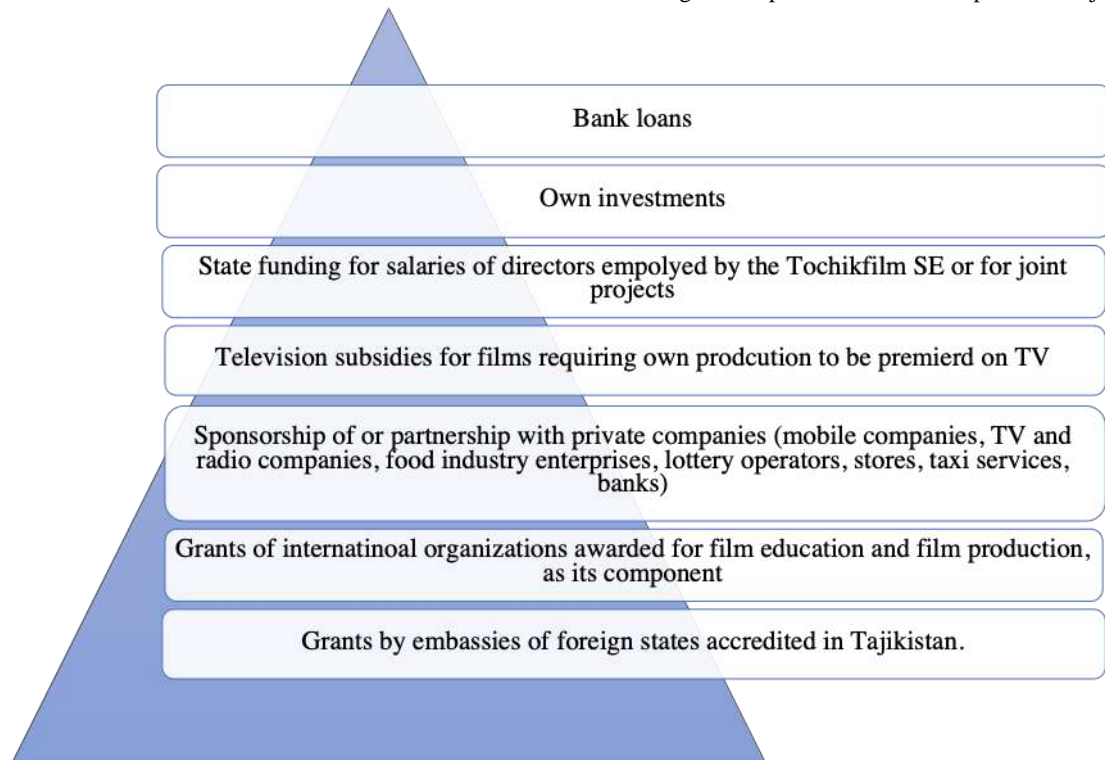 Bank loans
Own investments
State funding for salaries of directors empolyed by the Tochikfilm SE or for joint
projects
Television subsidies for films requiring own prodcution to be premierd on TV
Sponsorship of or partnership with private companies (mobile companies, TV and
radio companies, food industry enterprises, lottery operators, stores, taxi services,
banks)
Grants of internatinoal organizations awarded for film education and film production,
as its component
Grants by embassies of foreign states accredited in Tajikistan.